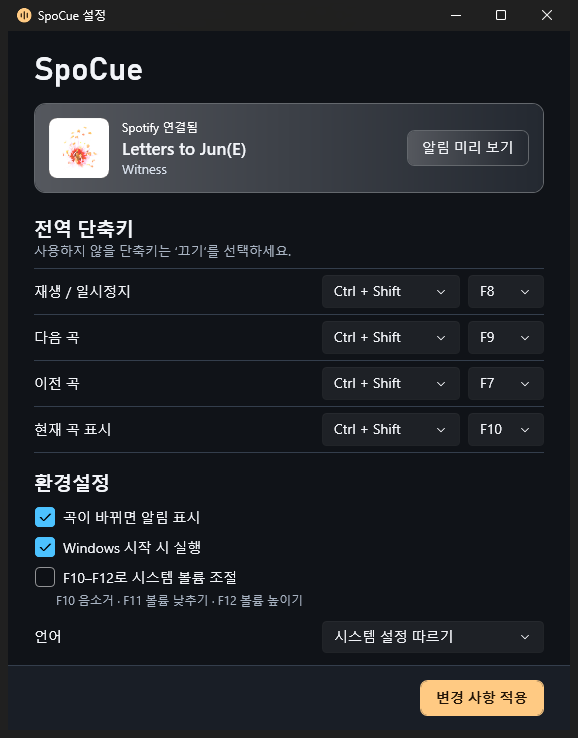 SpoCue 설정
SpoCue
Spotify 연결됨
Letters to Jun(E)
Witness
알림 미리 보기
전역 단축키
사용하지 않을 단축키는 ‘끄기’를 선택하세요.
재생 / 일시정지 Ctrl + Shift F8
다음 곡 Ctrl + Shift F9
이전 곡 Ctrl + Shift F7
현재 곡 표시 Ctrl + Shift F10
환경설정
곡이 바뀌면 알림 표시
Windows 시작 시 실행
F10–F12로 시스템 볼륨 조절
F10 음소거 · F11 볼륨 낮추기 · F12 볼륨 높이기
언어 시스템 설정 따르기
변경 사항 적용